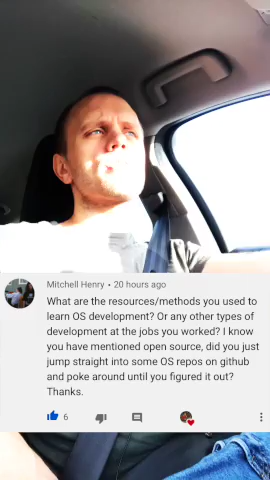 Mitchell Henry • 20 hours ago
What are the resources/methods you used to
learn OS development? Or any other types of
development at the jobs you worked? I know
you have mentioned open source, did you just
jump straight into some OS repos on github
and poke around until you figured it out?
Thanks.
6